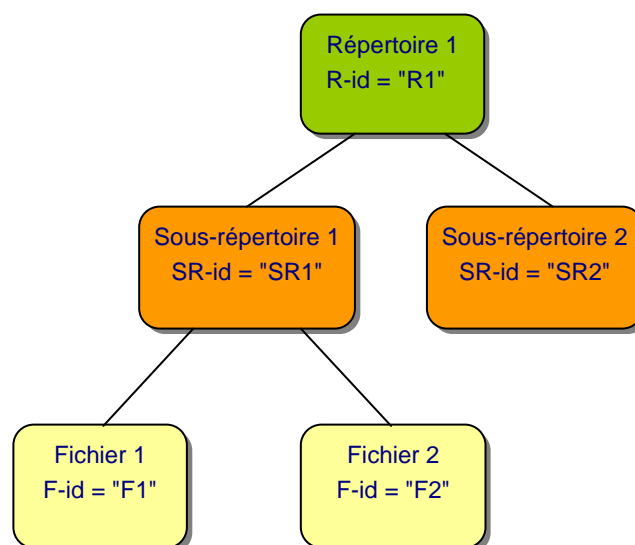 Répertoire 1
R-id = "R1"
Sous-répertoire 1
SR-id = "SR1"
Sous-répertoire 2
SR-id = "SR2"
Fichier 1
F-id = "F1"
Fichier 2
F-id = "F2"